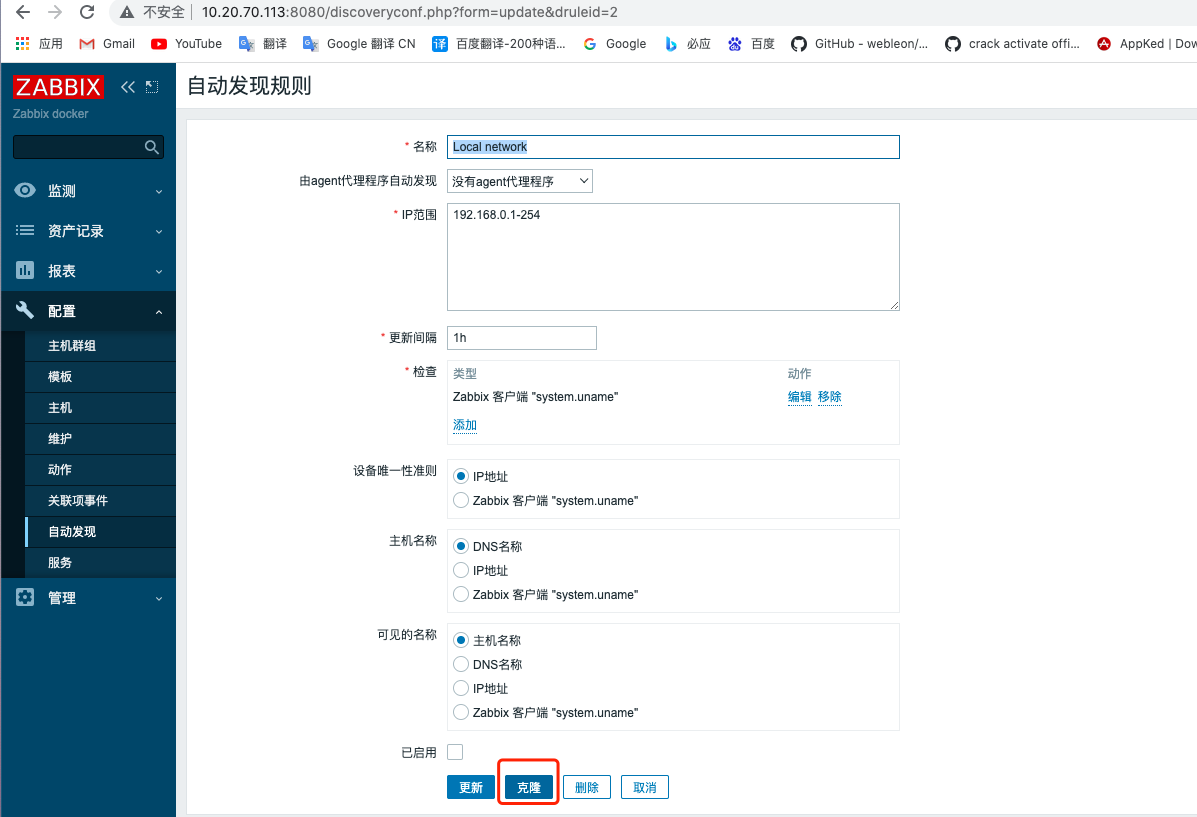 不安全 10.20.70.113:8080/discoveryconf.php?form=update&druleid=2
应用 Gmail YouTube 翻译 Google 翻译 CN 译 百度翻译-200种语... Google 必应 百度 GitHub - webleon/... crack activate offi... AppKed | Dow
ZABBIX
Zabbix docker
监测
资产记录
报表
配置
主机群组
模板
主机
维护
动作
关联项事件
自动发现
服务
管理
自动发现规则
* 名称 Local network
由agent代理程序自动发现 没有agent代理程序
* IP范围 192.168.0.1-254
* 更新间隔 1h
* 检查 类型 动作
Zabbix 客户端 "system.uname" 编辑 移除
添加
设备唯一性准则 IP地址
Zabbix 客户端 "system.uname"
主机名称 DNS名称
IP地址
Zabbix 客户端 "system.uname"
可见的名称 主机名称
DNS名称
IP地址
Zabbix 客户端 "system.uname"
已启用
更新 克隆 删除 取消